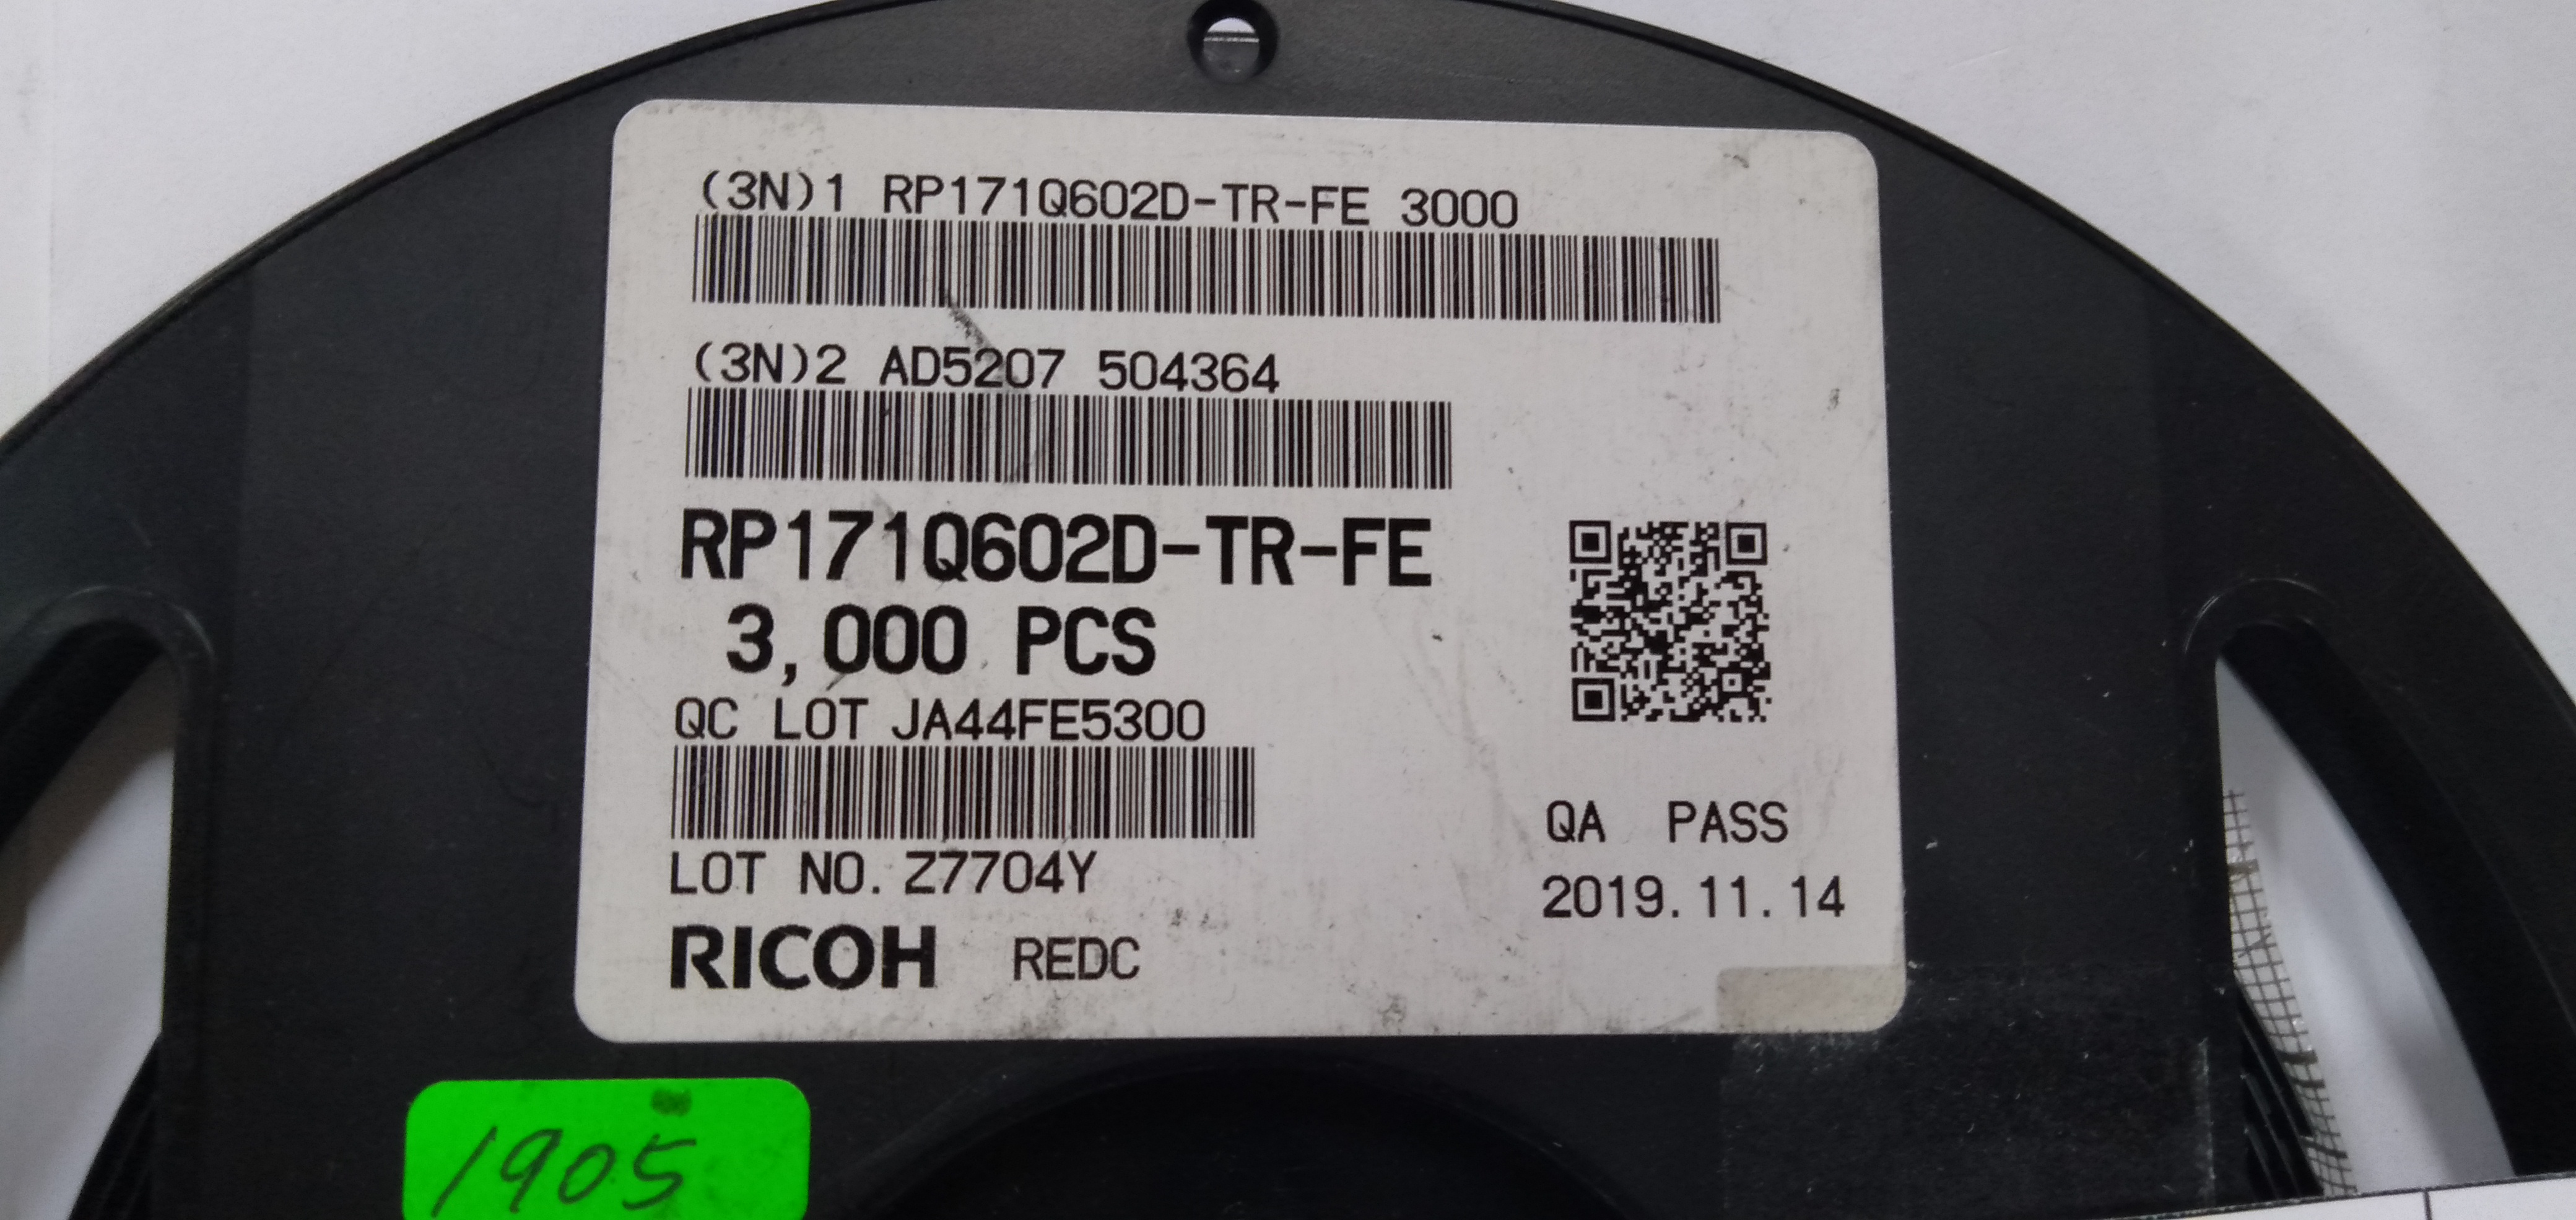 (3N)1 RP171Q602D-TR-FE 3000
(3N)2 AD5207 504364
RP171Q602D-TR-FE
3,000 PCS
QC LOT JA44FE5300
LOT NO. Z7704Y
QA PASS
2019.11.14
RICOH REDC
1905